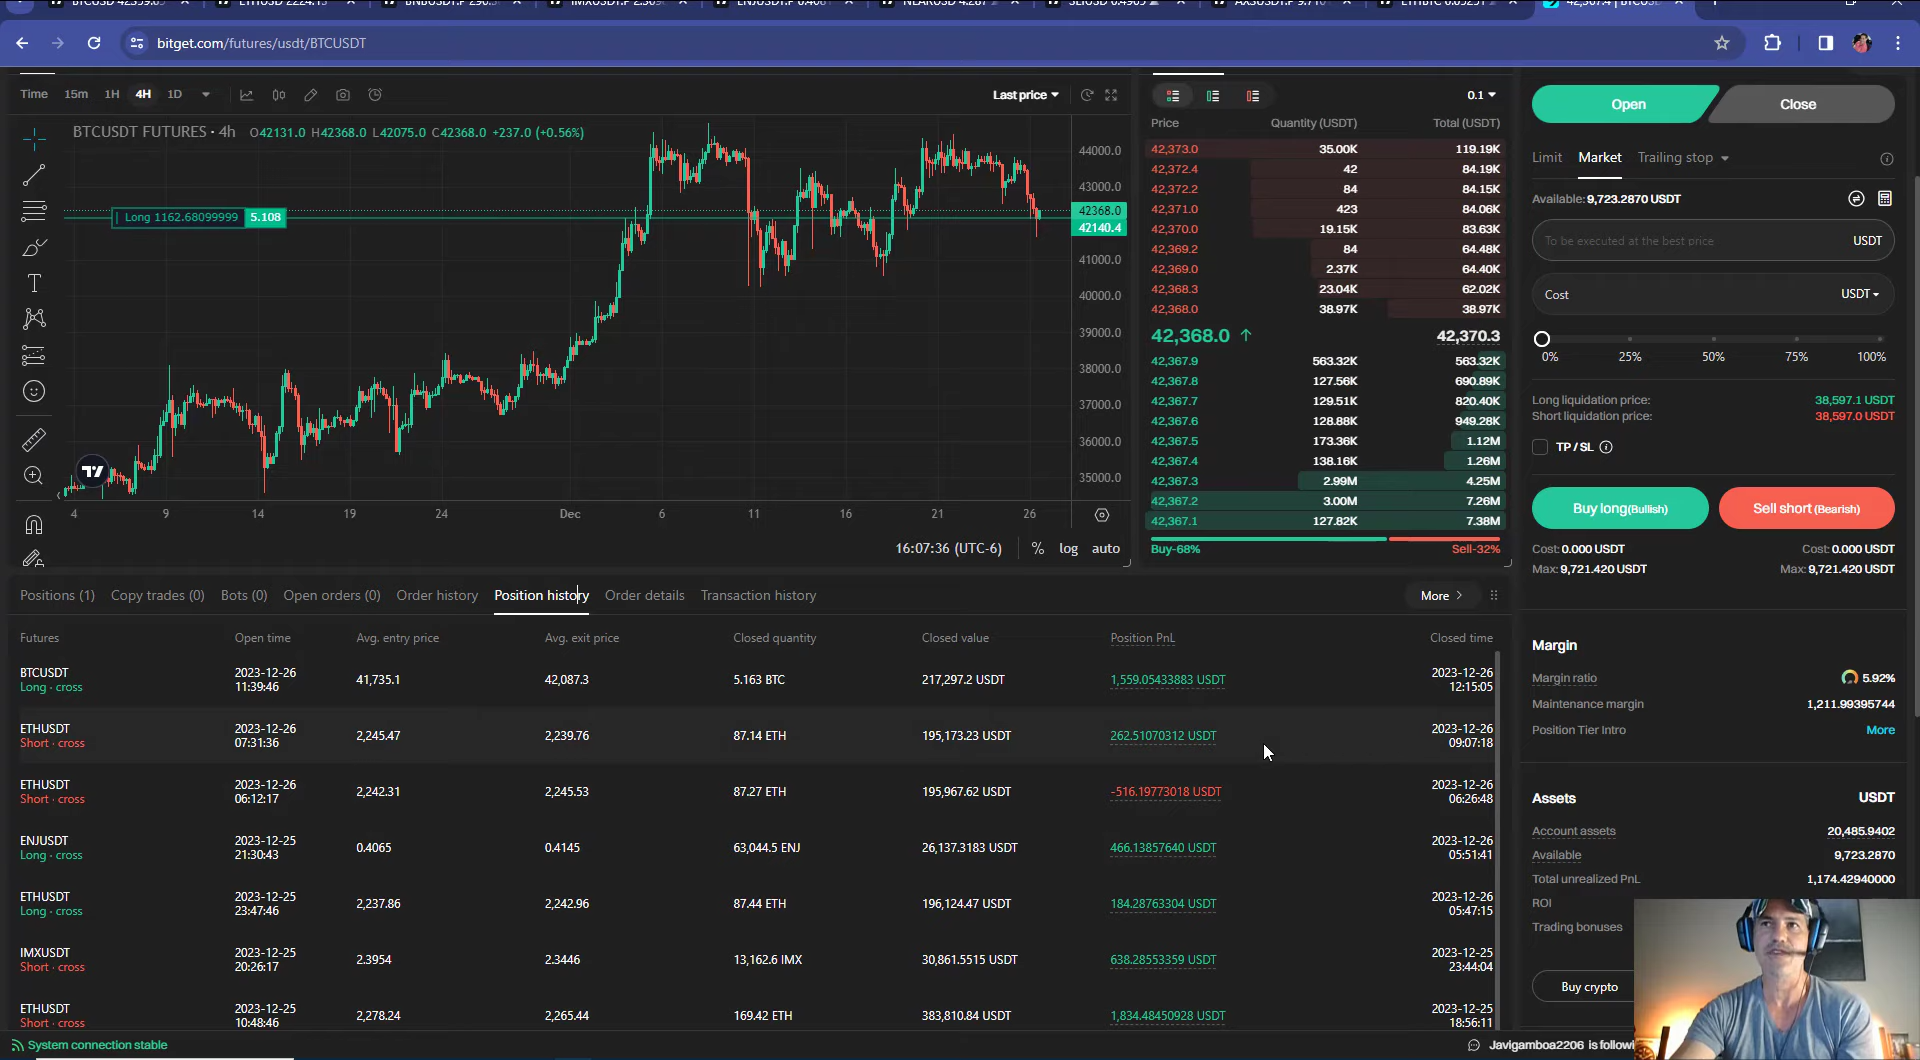 bitget.com/futures/usdt/BTCUSDT
Time 15m 1H 4H 1D
Last price
BTCUSDT FUTURES · 4h O42131.0 H42368.0 L42075.0 C42368.0 +237.0 (+0.56%)
Long 1162.68099999 5.108
44000.0
43000.0
42368.0
42140.4
41000.0
40000.0
39000.0
38000.0
37000.0
36000.0
35000.0
4 9 14 19 24 Dec 6 11 16 21 26
16:07:36 (UTC-6) % log auto
0.1
Price Quantity (USDT) Total (USDT)
42,373.0 35.00K 119.19K
42,372.4 42 84.19K
42,372.2 84 84.15K
42,371.0 423 84.06K
42,370.0 19.15K 83.63K
42,369.2 84 64.48K
42,369.0 2.37K 64.40K
42,368.3 23.04K 62.02K
42,368.0 38.97K 38.97K
42,368.0 ↑ 42,370.3
42,367.9 563.32K 563.32K
42,367.8 127.56K 690.89K
42,367.7 129.51K 820.40K
42,367.6 128.88K 949.28K
42,367.5 173.36K 1.12M
42,367.4 138.16K 1.26M
42,367.3 2.99M 4.25M
42,367.2 3.00M 7.26M
42,367.1 127.82K 7.38M
Buy-68% Sell-32%
Open Close
Limit Market Trailing stop
Available: 9,723.2870 USDT
To be executed at the best price USDT
Cost USDT
0% 25% 50% 75% 100%
Long liquidation price: 38,597.1 USDT
Short liquidation price: 38,597.0 USDT
TP / SL
Buy long(Bullish) Sell short (Bearish)
Cost: 0.000 USDT Cost: 0.000 USDT
Max: 9,721.420 USDT Max: 9,721.420 USDT
Margin
Margin ratio 5.92%
Maintenance margin 1,211.99395744
Position Tier Intro More
Assets USDT
Account assets 20,485.9402
Available 9,723.2870
Total unrealized PnL 1,174.42940000
ROI
Trading bonuses
Buy crypto
Positions (1) Copy trades (0) Bots (0) Open orders (0) Order history Position history Order details Transaction history More
Futures Open time Avg. entry price Avg. exit price Closed quantity Closed value Position PnL Closed time
BTCUSDT 2023-12-26 41,735.1 42,087.3 5.163 BTC 217,297.2 USDT 1,559.05433883 USDT 2023-12-26
Long · cross 11:39:46 12:15:05
ETHUSDT 2023-12-26 2,245.47 2,239.76 87.14 ETH 195,173.23 USDT 262.51070312 USDT 2023-12-26
Short · cross 07:31:36 09:07:18
ETHUSDT 2023-12-26 2,242.31 2,245.53 87.27 ETH 195,967.62 USDT -516.19773018 USDT 2023-12-26
Short · cross 06:12:17 06:26:48
ENJUSDT 2023-12-25 0.4065 0.4145 63,044.5 ENJ 26,137.3183 USDT 466.13857640 USDT 2023-12-26
Long · cross 21:30:43 05:51:41
ETHUSDT 2023-12-25 2,237.86 2,242.96 87.44 ETH 196,124.47 USDT 184.28763304 USDT 2023-12-26
Long · cross 23:47:46 05:47:15
IMXUSDT 2023-12-25 2.3954 2.3446 13,162.6 IMX 30,861.5515 USDT 638.28553359 USDT 2023-12-25
Short · cross 20:26:17 23:44:04
ETHUSDT 2023-12-25 2,278.24 2,265.44 169.42 ETH 383,810.84 USDT 1,834.48450928 USDT 2023-12-25
Short · cross 10:48:46 18:56:11
System connection stable Javigamboa2206 is